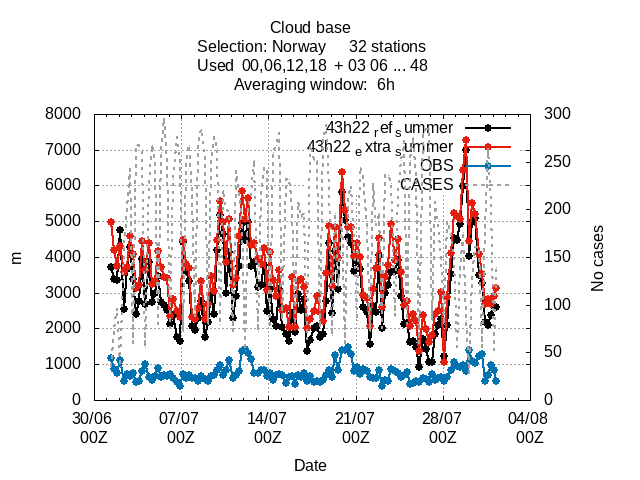 Cloud base
Selection: Norway 32 stations
Used 00,06,12,18 + 03 06 ... 48
Averaging window: 6h
8000
7000
6000
5000
4000
3000
2000
1000
0
m
300
250
200
150
100
50
0
No cases
43h22 ref summer
43h22 extra summer
OBS
CASES
30/06 07/07 14/07 21/07 28/07 04/08
00Z 00Z 00Z 00Z 00Z 00Z
Date